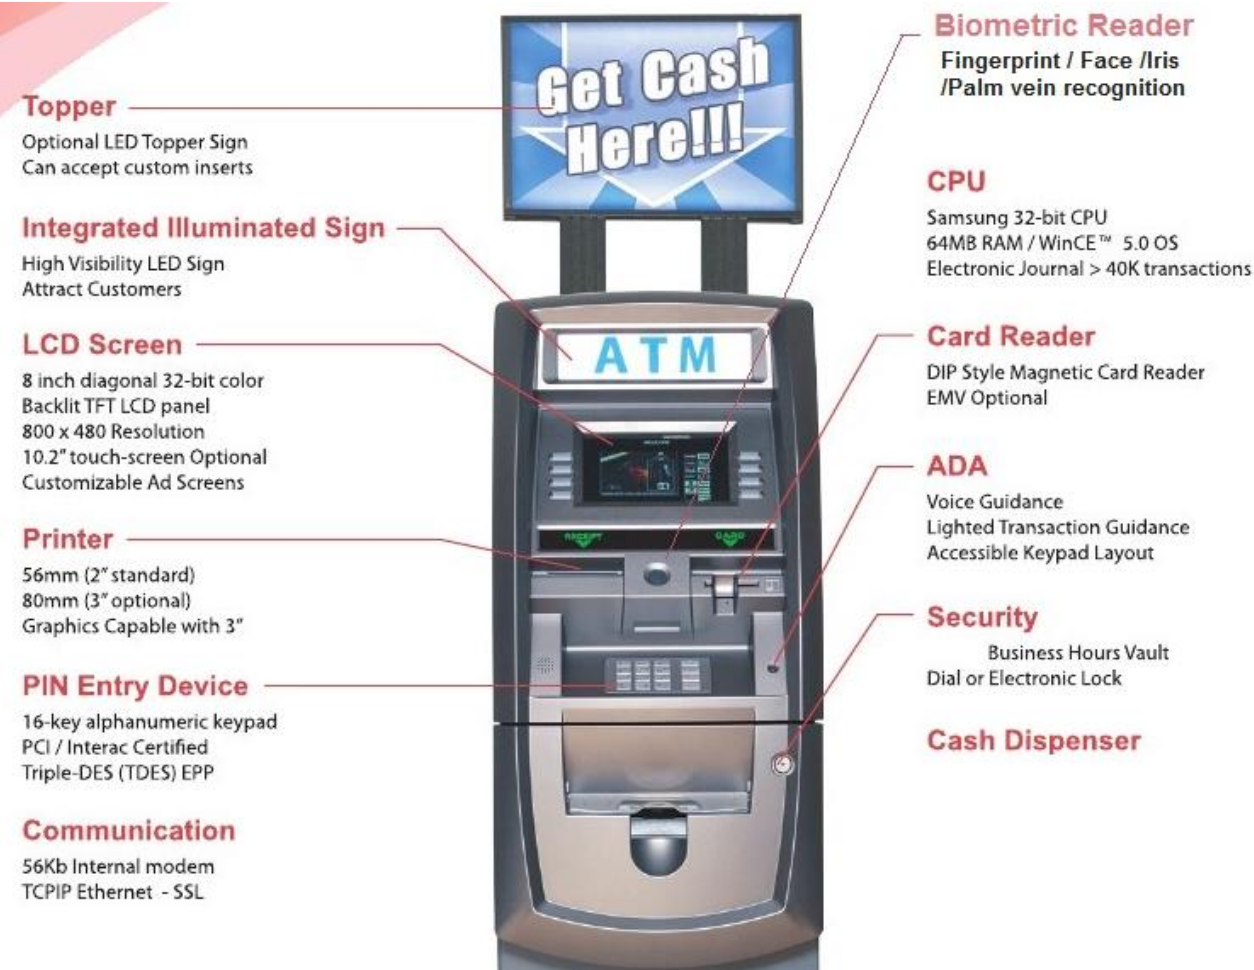 Get Cash
Here!!!
Topper
Optional LED Topper Sign
Can accept custom inserts
Integrated Illuminated Sign
High Visibility LED Sign
Attract Customers
LCD Screen
8 inch diagonal 32-bit color
Backlit TFT LCD panel
800 x 480 Resolution
10.2" touch-screen Optional
Customizable Ad Screens
Printer
56mm (2" standard)
80mm (3" optional)
Graphics Capable with 3"
PIN Entry Device
16-key alphanumeric keypad
PCI / Interac Certified
Triple-DES (TDES) EPP
Communication
56Kb Internal modem
TCPIP Ethernet - SSL
ATM
RECEIPT
CARD
Biometric Reader
Fingerprint / Face /Iris
/Palm vein recognition
CPU
Samsung 32-bit CPU
64MB RAM / WinCE™ 5.0 OS
Electronic Journal > 40K transactions
Card Reader
DIP Style Magnetic Card Reader
EMV Optional
ADA
Voice Guidance
Lighted Transaction Guidance
Accessible Keypad Layout
Security
Business Hours Vault
Dial or Electronic Lock
Cash Dispenser